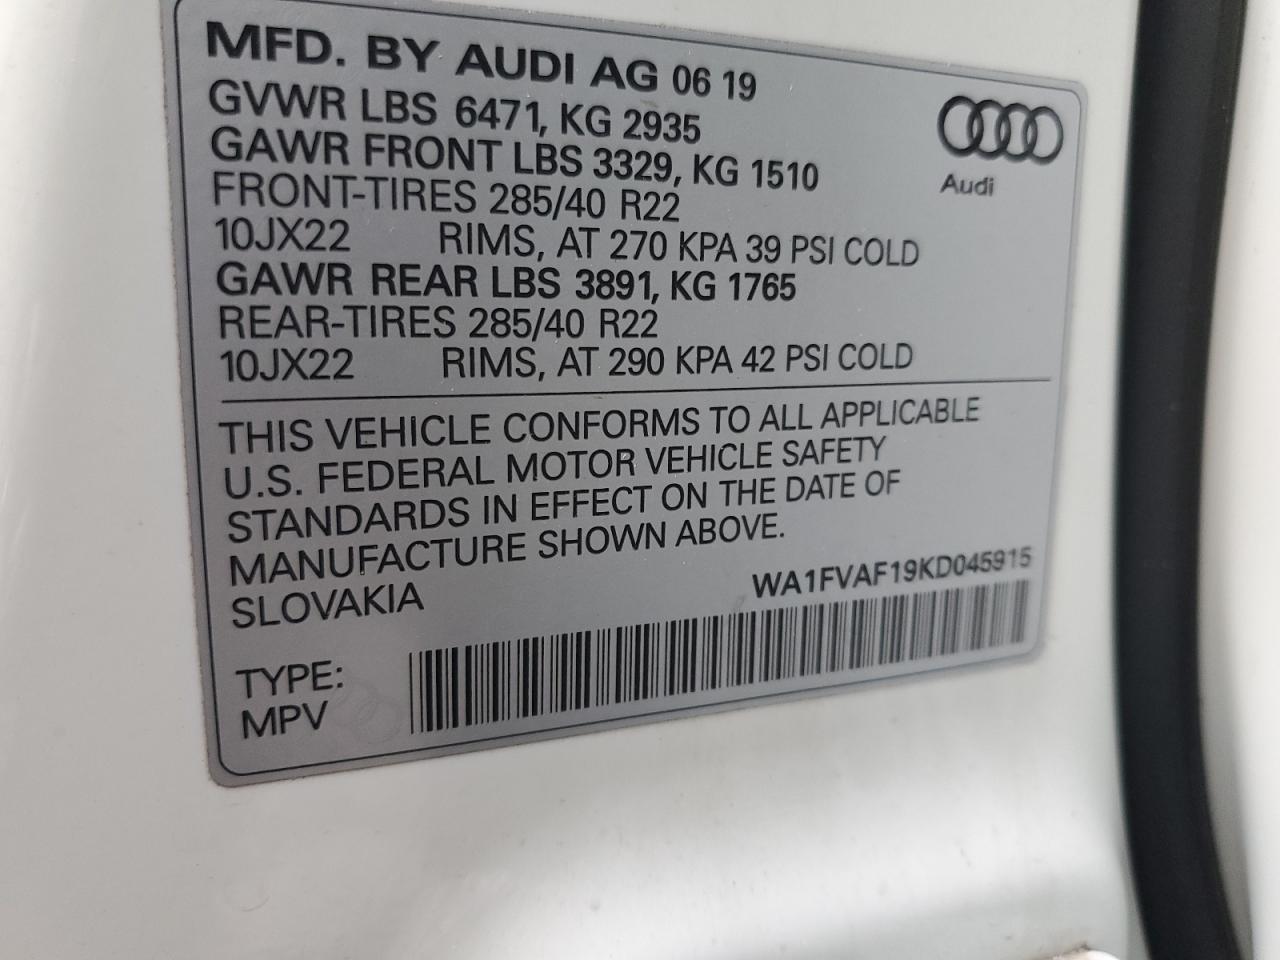 MFD. BY AUDI AG 06 19
GVWR LBS 6471, KG 2935
GAWR FRONT LBS 3329, KG 1510
FRONT-TIRES 285/40 R22
10JX22 RIMS, AT 270 KPA 39 PSI COLD
GAWR REAR LBS 3891, KG 1765
REAR-TIRES 285/40 R22
10JX22 RIMS, AT 290 KPA 42 PSI COLD
Audi
THIS VEHICLE CONFORMS TO ALL APPLICABLE
U.S. FEDERAL MOTOR VEHICLE SAFETY
STANDARDS IN EFFECT ON THE DATE OF
MANUFACTURE SHOWN ABOVE.
SLOVAKIA
WA1FVAF19KD045915
TYPE:
MPV